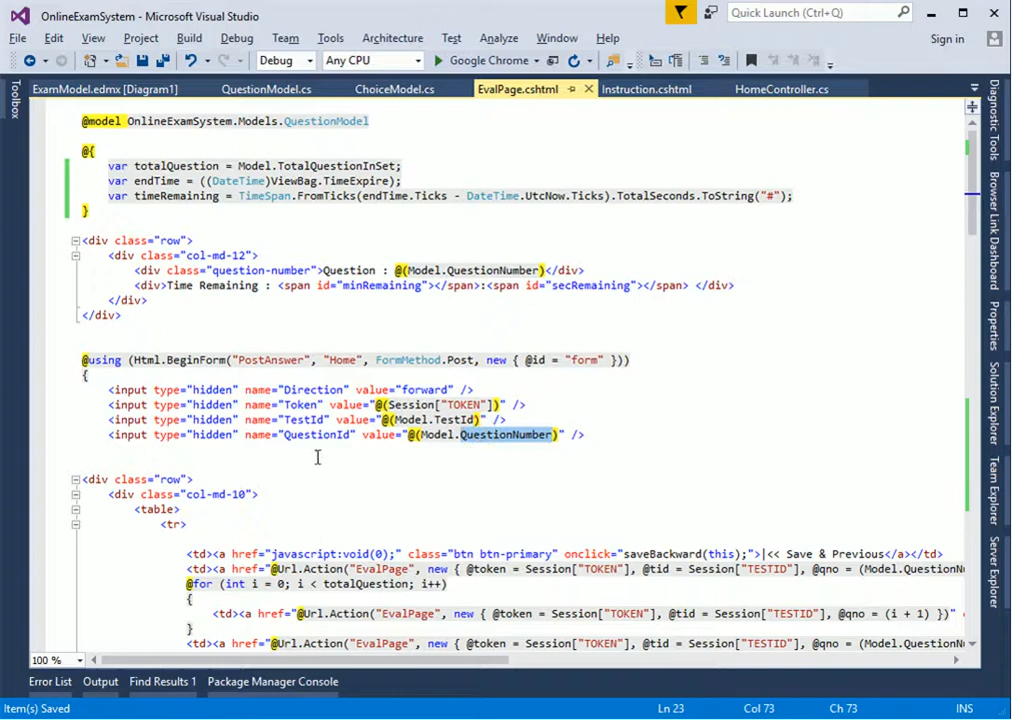 OnlineExamSystem - Microsoft Visual Studio
Quick Launch (Ctrl+Q)
File Edit View Project Build Debug Team Tools Architecture Test Analyze Window Help
Sign in
Debug Any CPU Google Chrome
ExamModel.edmx [Diagram1] QuestionModel.cs ChoiceModel.cs EvalPage.cshtml Instruction.cshtml HomeController.cs
Toolbox
@model OnlineExamSystem.Models.QuestionModel
@{
var totalQuestion = Model.TotalQuestionInSet;
var endTime = ((DateTime)ViewBag.TimeExpire);
var timeRemaining = TimeSpan.FromTicks(endTime.Ticks - DateTime.UtcNow.Ticks).TotalSeconds.ToString("#");
}
<div class="row">
<div class="col-md-12">
<div class="question-number">Question : @(Model.QuestionNumber)</div>
<div>Time Remaining : <span id="minRemaining"></span>:<span id="secRemaining"></span> </div>
</div>
</div>
@using (Html.BeginForm("PostAnswer", "Home", FormMethod.Post, new { @id = "form" }))
{
<input type="hidden" name="Direction" value="forward" />
<input type="hidden" name="Token" value="@(Session["TOKEN"])" />
<input type="hidden" name="TestId" value="@(Model.TestId)" />
<input type="hidden" name="QuestionId" value="@(Model.QuestionNumber)" />
<div class="row">
<div class="col-md-10">
<table>
<tr>
<td><a href="javascript:void(0);" class="btn btn-primary" onclick="saveBackward(this);">|<< Save & Previous</a></td>
<td><a href="@Url.Action("EvalPage", new { @token = Session["TOKEN"], @tid = Session["TESTID"], @qno = (Model.QuestionN
@for (int i = 0; i < totalQuestion; i++)
{
<td><a href="@Url.Action("EvalPage", new { @token = Session["TOKEN"], @tid = Session["TESTID"], @qno = (i + 1) })" c
}
<td><a href="@Url.Action("EvalPage", new { @token = Session["TOKEN"], @tid = Session["TESTID"], @qno = (Model.QuestionN
Diagnostic Tools
Browser Link Dashboard
Properties
Solution Explorer
Team Explorer
Server Explorer
100 %
Error List Output Find Results 1 Package Manager Console
Item(s) Saved Ln 23 Col 73 Ch 73 INS